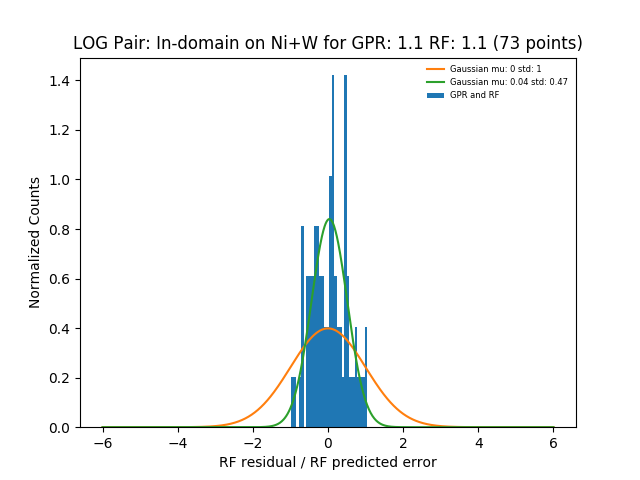 LOG Pair: In-domain on Ni+W for GPR: 1.1 RF: 1.1 (73 points)
Gaussian mu: 0 std: 1
Gaussian mu: 0.04 std: 0.47
GPR and RF
Normalized Counts
1.4
1.2
1.0
0.8
0.6
0.4
0.2
0.0
−6 −4 −2 0 2 4 6
RF residual / RF predicted error